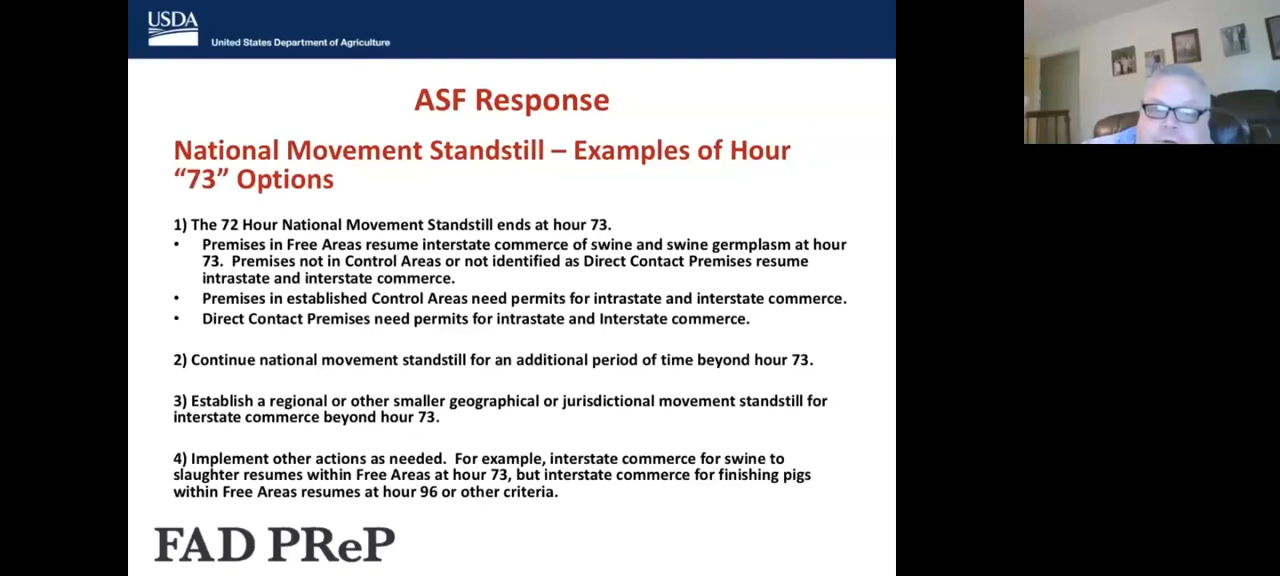 USDA
United States Department of Agriculture
ASF Response
National Movement Standstill – Examples of Hour
“73” Options
1) The 72 Hour National Movement Standstill ends at hour 73.
• Premises in Free Areas resume interstate commerce of swine and swine germplasm at hour
73. Premises not in Control Areas or not identified as Direct Contact Premises resume
intrastate and interstate commerce.
• Premises in established Control Areas need permits for intrastate and interstate commerce.
• Direct Contact Premises need permits for intrastate and Interstate commerce.
2) Continue national movement standstill for an additional period of time beyond hour 73.
3) Establish a regional or other smaller geographical or jurisdictional movement standstill for
interstate commerce beyond hour 73.
4) Implement other actions as needed. For example, interstate commerce for swine to
slaughter resumes within Free Areas at hour 73, but interstate commerce for finishing pigs
within Free Areas resumes at hour 96 or other criteria.
FAD PReP